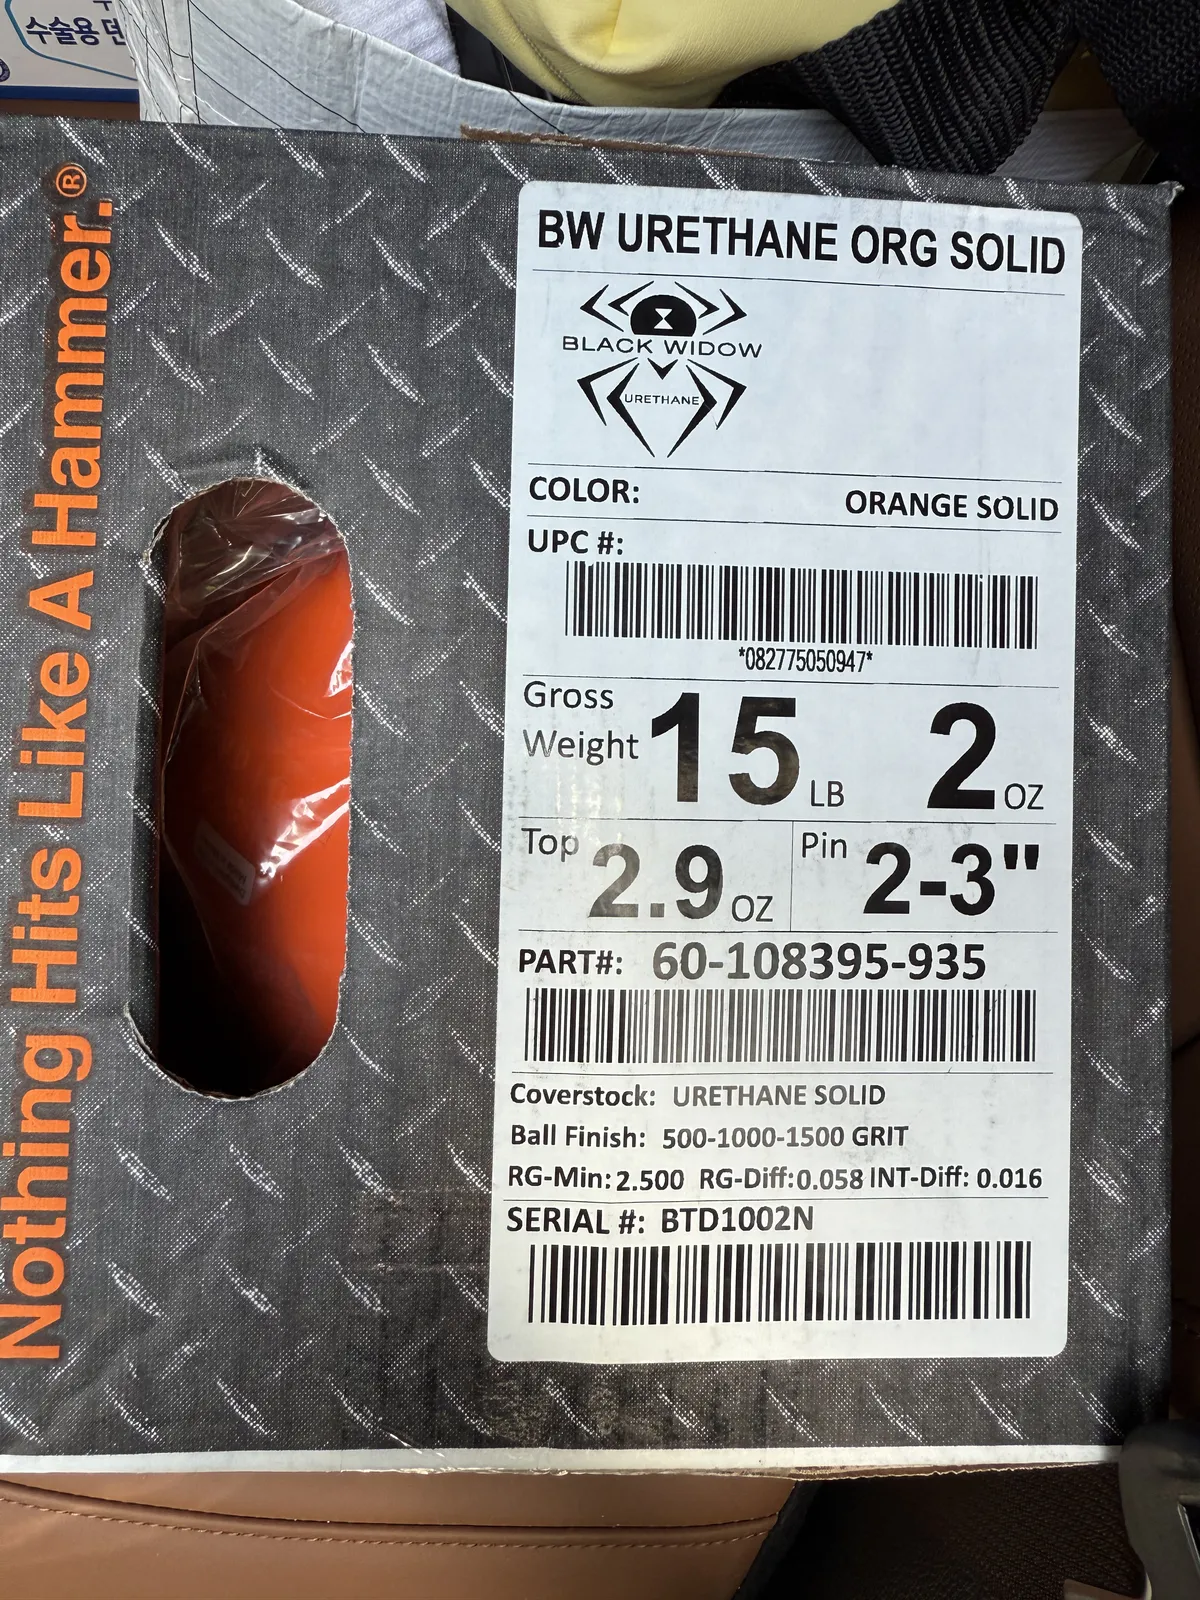 수술용
Nothing Hits Like A Hammer.®
BW URETHANE ORG SOLID
BLACK WIDOW
URETHANE
COLOR: ORANGE SOLID
UPC #:
*082775050947*
Gross Weight 15 LB 2 OZ
Top 2.9 OZ Pin 2-3"
PART#: 60-108395-935
Coverstock: URETHANE SOLID
Ball Finish: 500-1000-1500 GRIT
RG-Min: 2.500 RG-Diff: 0.058 INT-Diff: 0.016
SERIAL #: BTD1002N